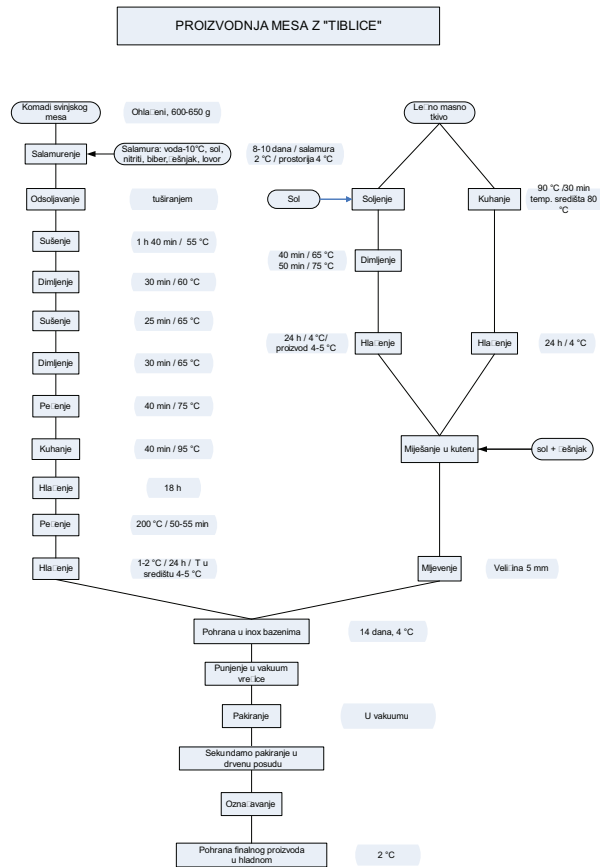 PROIZVODNJA MESA Z "TIBLICE"
Komadi svinjskog
mesa
Ohla□eni, 600-650 g
Salamurenje
Salamura: voda-10°C, sol,
nitriti, biber,□ešnjak, lovor
8-10 dana / salamura
2 °C / prostorija 4 °C
Odsoljavanje
tuširanjem
Sušenje
1 h 40 min / 55 °C
Dimljenje
30 min / 60 °C
Sušenje
25 min / 65 °C
Dimljenje
30 min / 65 °C
Pe□enje
40 min / 75 °C
Kuhanje
40 min / 95 °C
Hla□enje
18 h
Pe□enje
200 °C / 50-55 min
Hla□enje
1-2 °C / 24 h / T u
središtu 4-5 °C
Le□no masno
tkivo
Sol
Soljenje
Kuhanje
90 °C /30 min
temp. središta 80
°C
40 min / 65 °C
50 min / 75 °C
Dimljenje
24 h / 4 °C/
proizvod 4-5 °C
Hla□enje
Hla□enje
24 h / 4 °C
Miješanje u kuteru
sol + □ešnjak
Mljevenje
Veli□ina 5 mm
Pohrana u inox bazenima
14 dana, 4 °C
Punjenje u vakuum
vre□ice
Pakiranje
U vakuumu
Sekundarno pakiranje u
drvenu posudu
Ozna□avanje
Pohrana finalnog proizvoda
u hladnom
2 °C